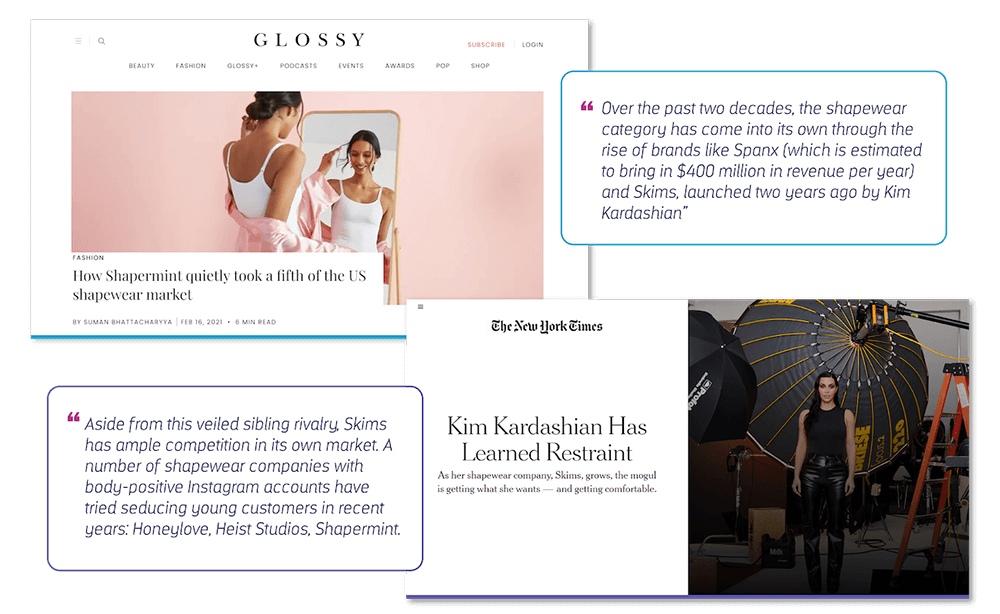 GLOSSY
SUBSCRIBE LOGIN
BEAUTY FASHION GLOSSY+ PODCASTS EVENTS AWARDS POP SHOP
FASHION
How Shapermint quietly took a fifth of the US
shapewear market
BY SUMAN BHATTACHARYYA | FEB 16, 2021 • 6 MIN READ
“ Over the past two decades, the shapewear
category has come into its own through the
rise of brands like Spanx (which is estimated
to bring in $400 million in revenue per year)
and Skims, launched two years ago by Kim
Kardashian”
“ Aside from this veiled sibling rivalry, Skims
has ample competition in its own market. A
number of shapewear companies with
body-positive Instagram accounts have
tried seducing young customers in recent
years: Honeylove, Heist Studios, Shapermint.
The New York Times
Kim Kardashian Has
Learned Restraint
As her shapewear company, Skims, grows, the mogul
is getting what she wants — and getting comfortable.